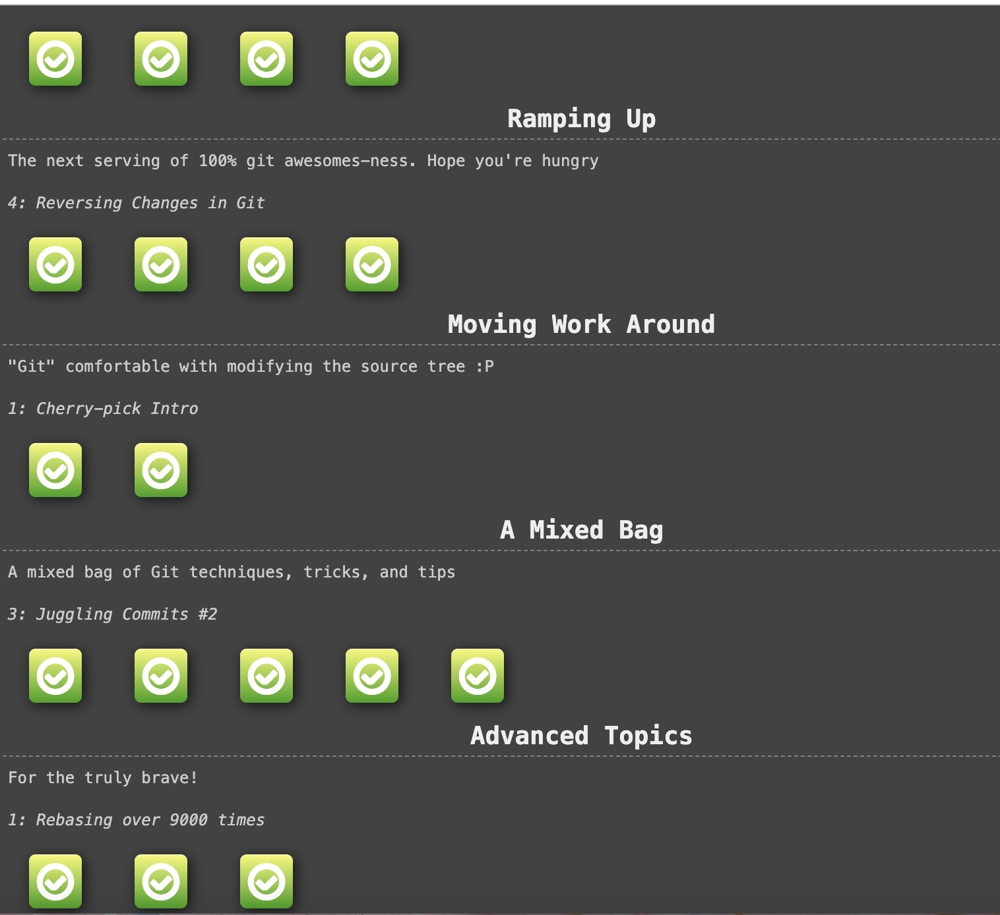 Ramping Up
The next serving of 100% git awesomes-ness. Hope you're hungry
4: Reversing Changes in Git
Moving Work Around
"Git" comfortable with modifying the source tree :P
1: Cherry-pick Intro
A Mixed Bag
A mixed bag of Git techniques, tricks, and tips
3: Juggling Commits #2
Advanced Topics
For the truly brave!
1: Rebasing over 9000 times